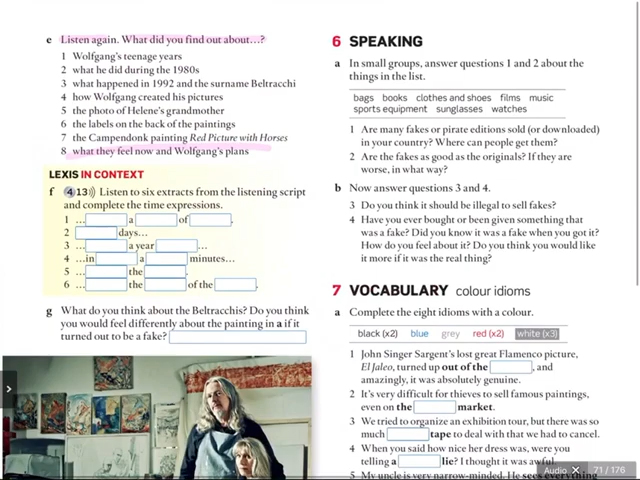 e Listen again. What did you find out about…?
1 Wolfgang's teenage years
2 what he did during the 1980s
3 what happened in 1992 and the surname Beltracchi
4 how Wolfgang created his pictures
5 the photo of Helene's grandmother
6 the labels on the back of the paintings
7 the Campendonk painting Red Picture with Horses
8 what they feel now and Wolfgang's plans
LEXIS IN CONTEXT
f 4 13)) Listen to six extracts from the listening script
and complete the time expressions.
1 … a of .
2 days…
3 … a year …
4 …in a minutes…
5 … the .
6 … the of the .
g What do you think about the Beltracchis? Do you think
you would feel differently about the painting in a if it
turned out to be a fake?
6 SPEAKING
a In small groups, answer questions 1 and 2 about the
things in the list.
bags books clothes and shoes films music
sports equipment sunglasses watches
1 Are many fakes or pirate editions sold (or downloaded)
in your country? Where can people get them?
2 Are the fakes as good as the originals? If they are
worse, in what way?
b Now answer questions 3 and 4.
3 Do you think it should be illegal to sell fakes?
4 Have you ever bought or been given something that
was a fake? Did you know it was a fake when you got it?
How do you feel about it? Do you think you would like
it more if it was the real thing?
7 VOCABULARY colour idioms
a Complete the eight idioms with a colour.
black (x2) blue grey red (x2) white (x3)
1 John Singer Sargent's lost great Flamenco picture,
El Jaleo, turned up out of the , and
amazingly, it was absolutely genuine.
2 It's very difficult for thieves to sell famous paintings,
even on the market.
3 We tried to organize an exhibition tour, but there was so
much tape to deal with that we had to cancel.
4 When you said how nice her dress was, were you
telling a lie? I thought it was awful.
5 My uncle is very narrow-minded. He sees everything
Audio X 71 / 176